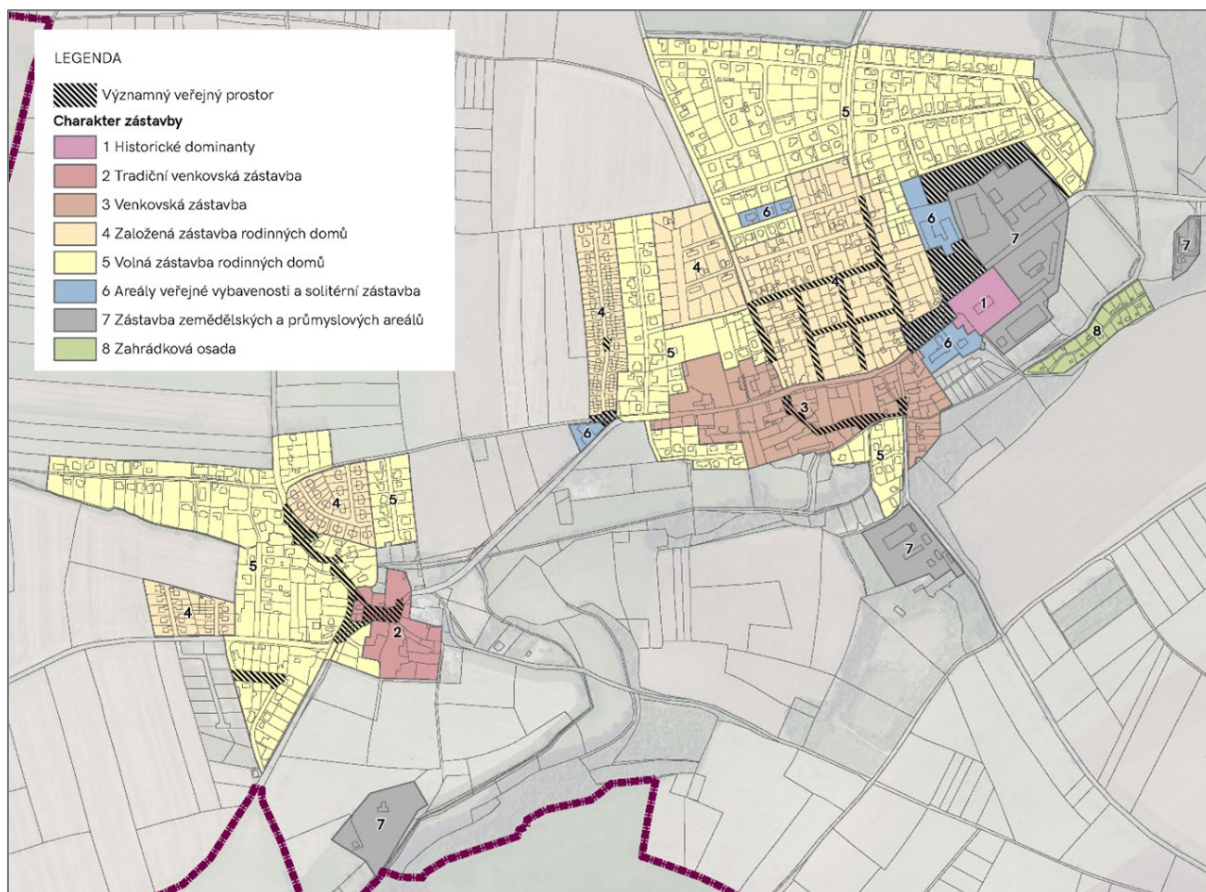 LEGENDA
Významný veřejný prostor
Charakter zástavby
1 Historické dominanty
2 Tradiční venkovská zástavba
3 Venkovská zástavba
4 Založená zástavba rodinných domů
5 Volná zástavba rodinných domů
6 Areály veřejné vybavenosti a solitérní zástavba
7 Zástavba zemědělských a průmyslových areálů
8 Zahrádková osada
5
6
6
7
7
4
4
4
1
8
5
6
3
6
5
4
5
5
7
4
2
7